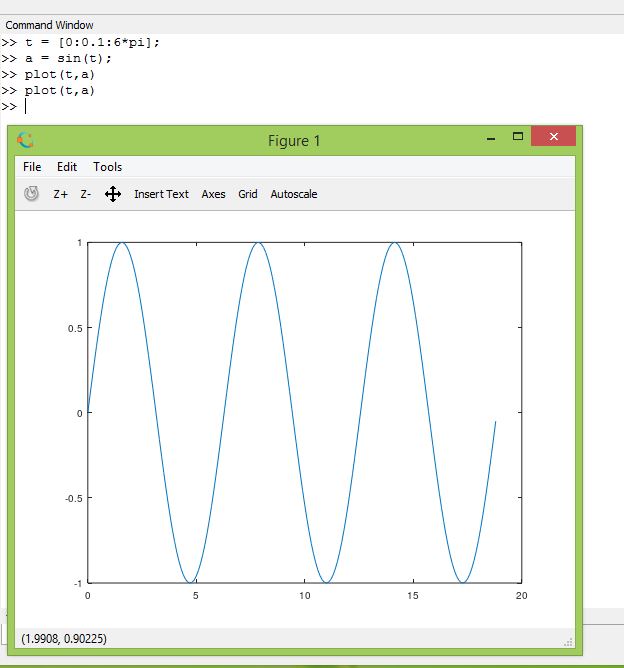 Command Window
>> t = [0:0.1:6*pi];
>> a = sin(t);
>> plot(t,a)
>> plot(t,a)
>>
Figure 1
File Edit Tools
Z+ Z- Insert Text Axes Grid Autoscale
1
0.5
0
-0.5
-1
0 5 10 15 20
(1.9908, 0.90225)